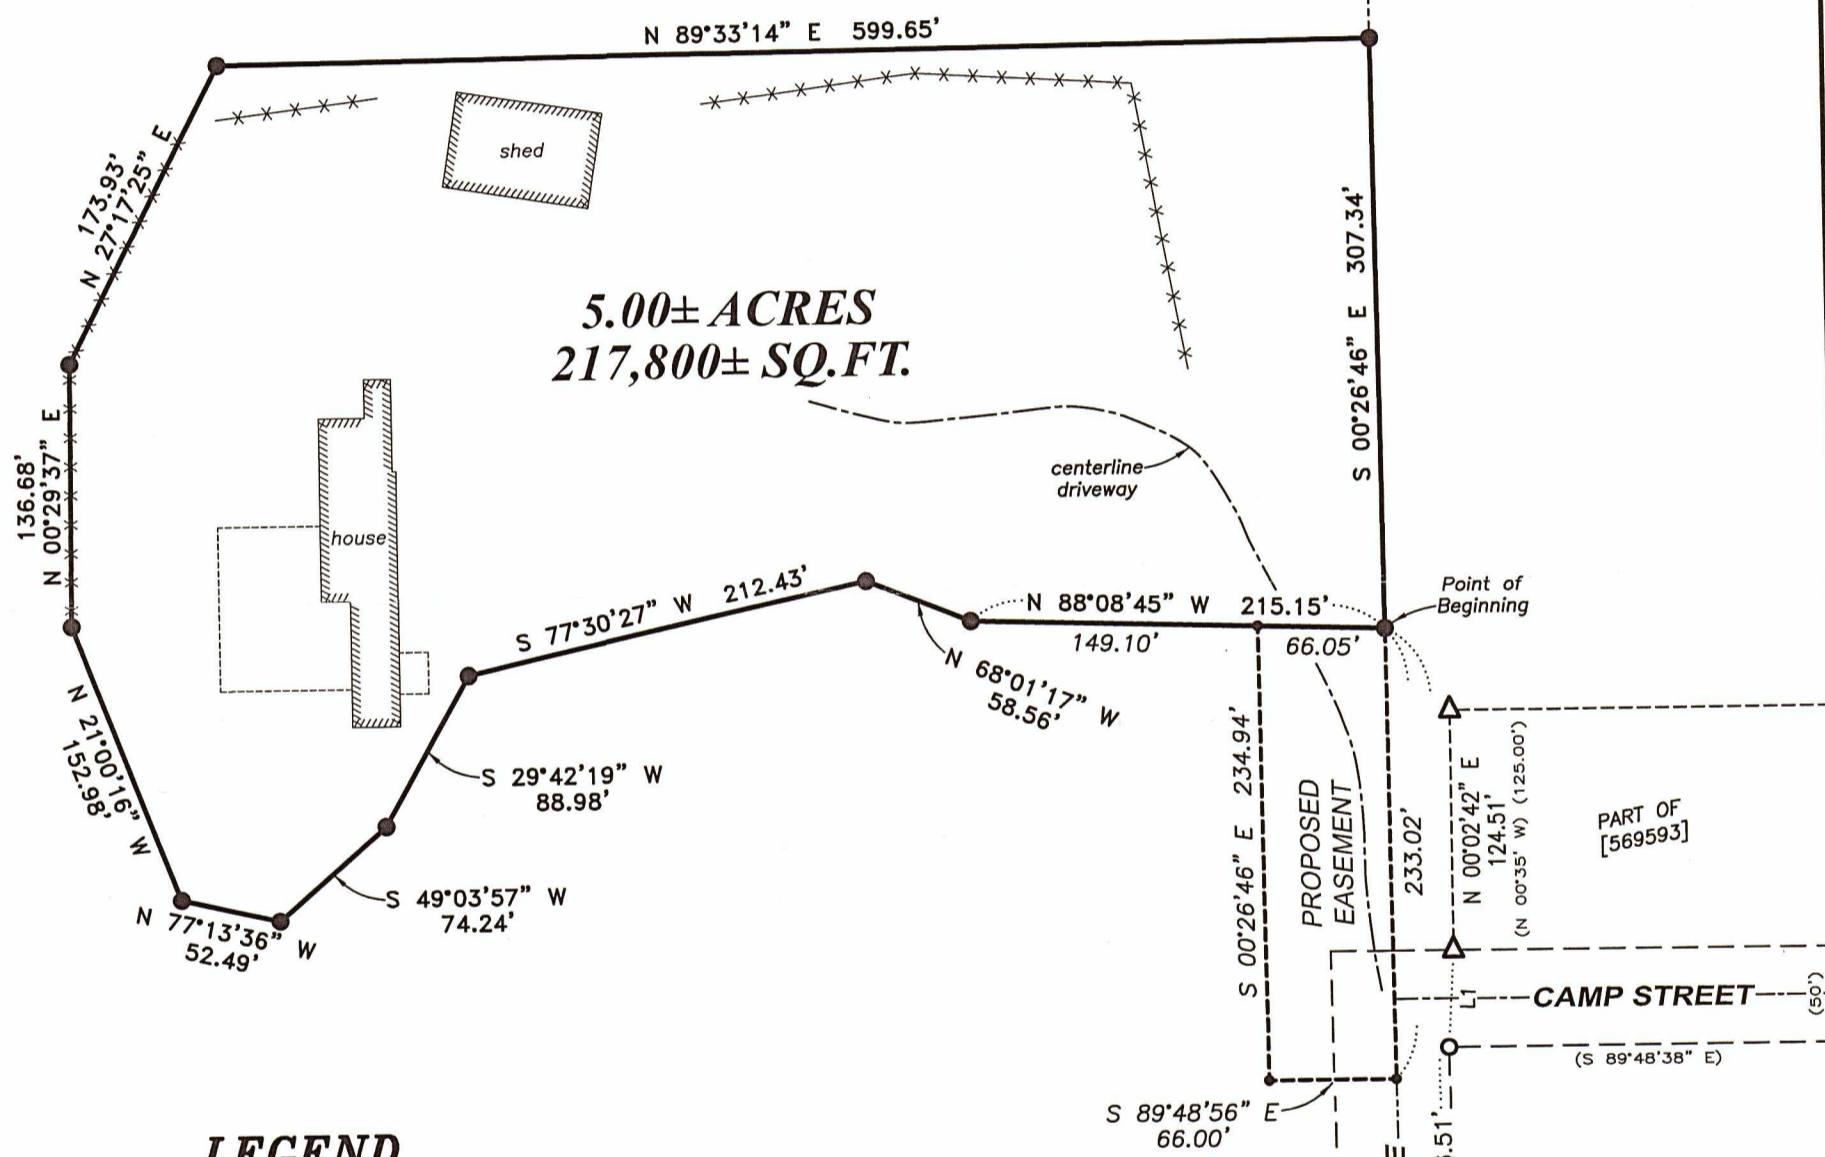 N 89°33'14" E 599.65'
173.93'
N 27°17'25" E
shed
S 00°26'46" E 307.34'
5.00± ACRES
217,800± SQ.FT.
136.68'
N 00°29'37" E
centerline
driveway
house
Point of
Beginning
S 77°30'27" W 212.43'
N 88°08'45" W 215.15'
149.10'
66.05'
N 68°01'17" W
58.56'
N 21°00'16" W
152.98'
S 29°42'19" W
88.98'
S 49°03'57" W
74.24'
N 77°13'36" W
52.49'
S 00°26'46" E 234.94'
PROPOSED
EASEMENT
233.02'
N 00°02'42" E
124.51'
(N 00°35' W) (125.00')
PART OF
[569593]
L1
CAMP STREET
(50')
(S 89°48'38" E)
S 89°48'56" E
66.00'
LEGEND